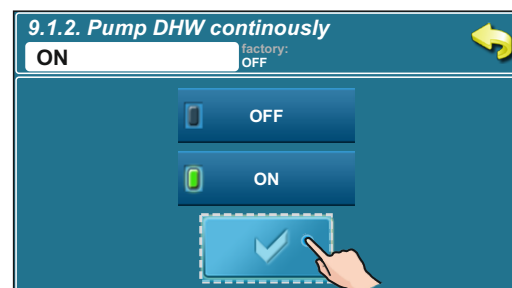 9.1.2. Pump DHW continously
ON
factory:
OFF
OFF
ON